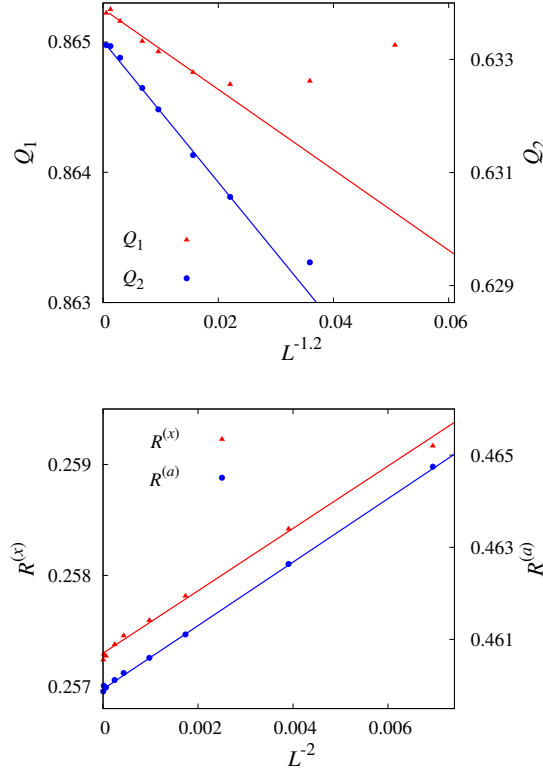 0.865
0.864
0.863
Q₁
0.633
0.631
0.629
Q₂
Q₁
Q₂
0 0.02 0.04 0.06
L⁻¹·²
0.259
0.258
0.257
R⁽ˣ⁾
0.465
0.463
0.461
R⁽ᵃ⁾
R⁽ˣ⁾
R⁽ᵃ⁾
0 0.002 0.004 0.006
L⁻²